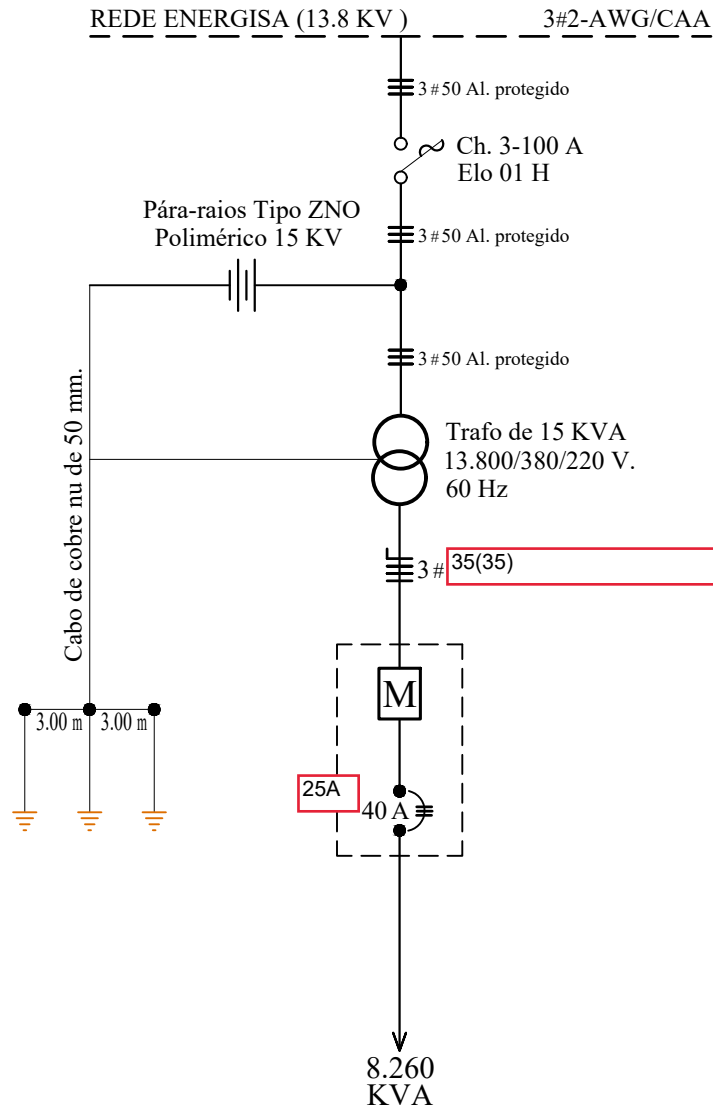 REDE ENERGISA (13.8 KV )
3#2-AWG/CAA
3#50 Al. protegido
Ch. 3-100 A
Elo 01 H
Pára-raios Tipo ZNO
Polimérico 15 KV
3#50 Al. protegido
3#50 Al. protegido
Cabo de cobre nu de 50 mm.
Trafo de 15 KVA
13.800/380/220 V.
60 Hz
3# 35(35)
M
3.00 m 3.00 m
25A
40 A
8.260
KVA